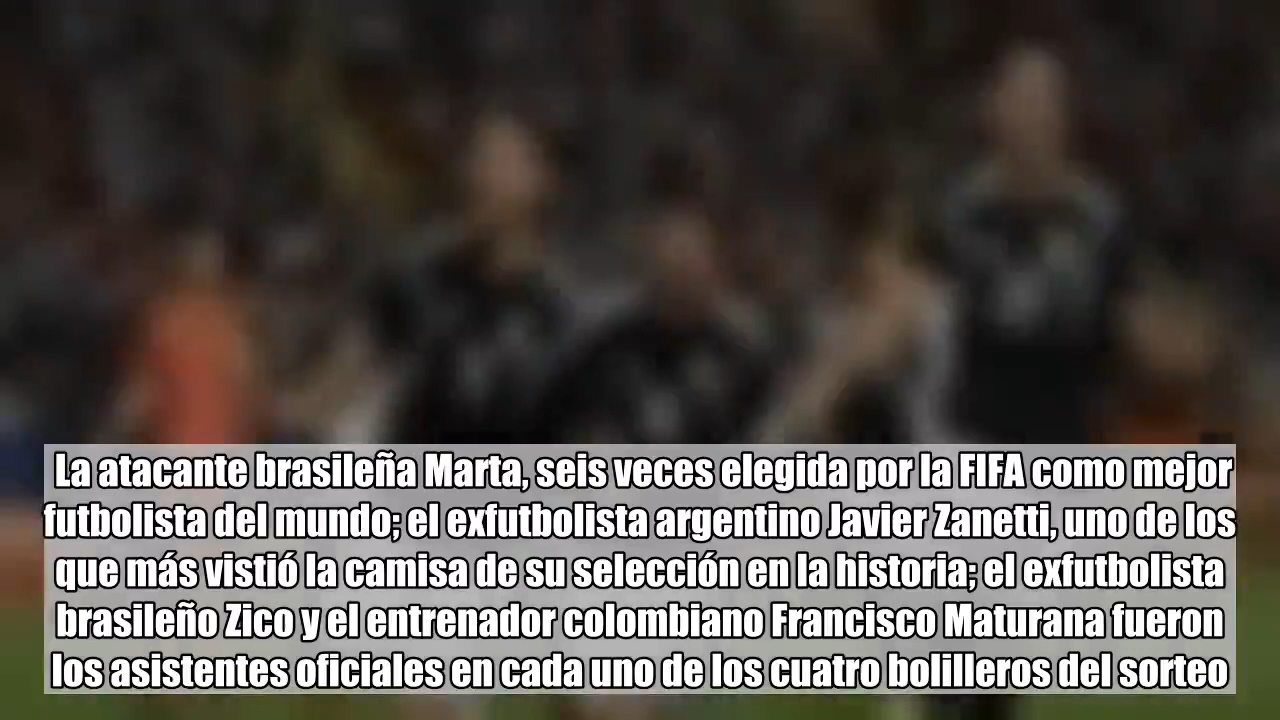 La atacante brasileña Marta, seis veces elegida por la FIFA como mejor
futbolista del mundo; el exfutbolista argentino Javier Zanetti, uno de los
que más vistió la camisa de su selección en la historia; el exfutbolista
brasileño Zico y el entrenador colombiano Francisco Maturana fueron
los asistentes oficiales en cada uno de los cuatro bolilleros del sorteo